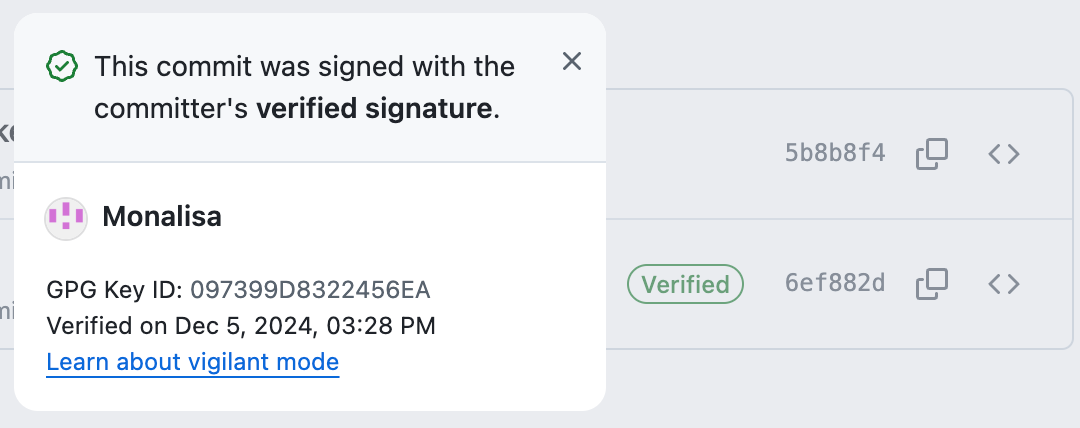 This commit was signed with the
committer's verified signature.
Monalisa
GPG Key ID: 097399D8322456EA
Verified on Dec 5, 2024, 03:28 PM
Learn about vigilant mode
5b8b8f4
Verified
6ef882d